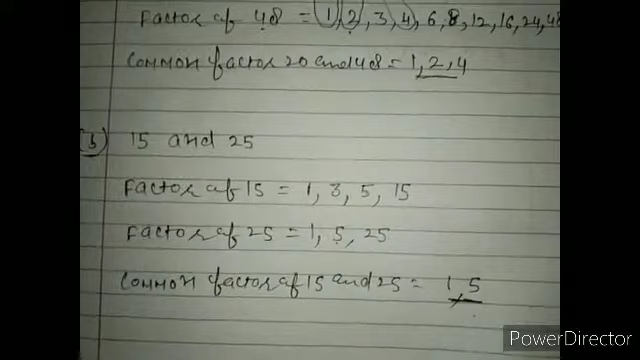 Factor of 48 = 1, 2, 3, 4, 6, 8, 12, 16, 24, 48
Common factor 20 and 48 = 1, 2, 4
(b) 15 and 25
Factor of 15 = 1, 3, 5, 15
Factor of 25 = 1, 5, 25
Common factor of 15 and 25 = 1, 5
PowerDirector